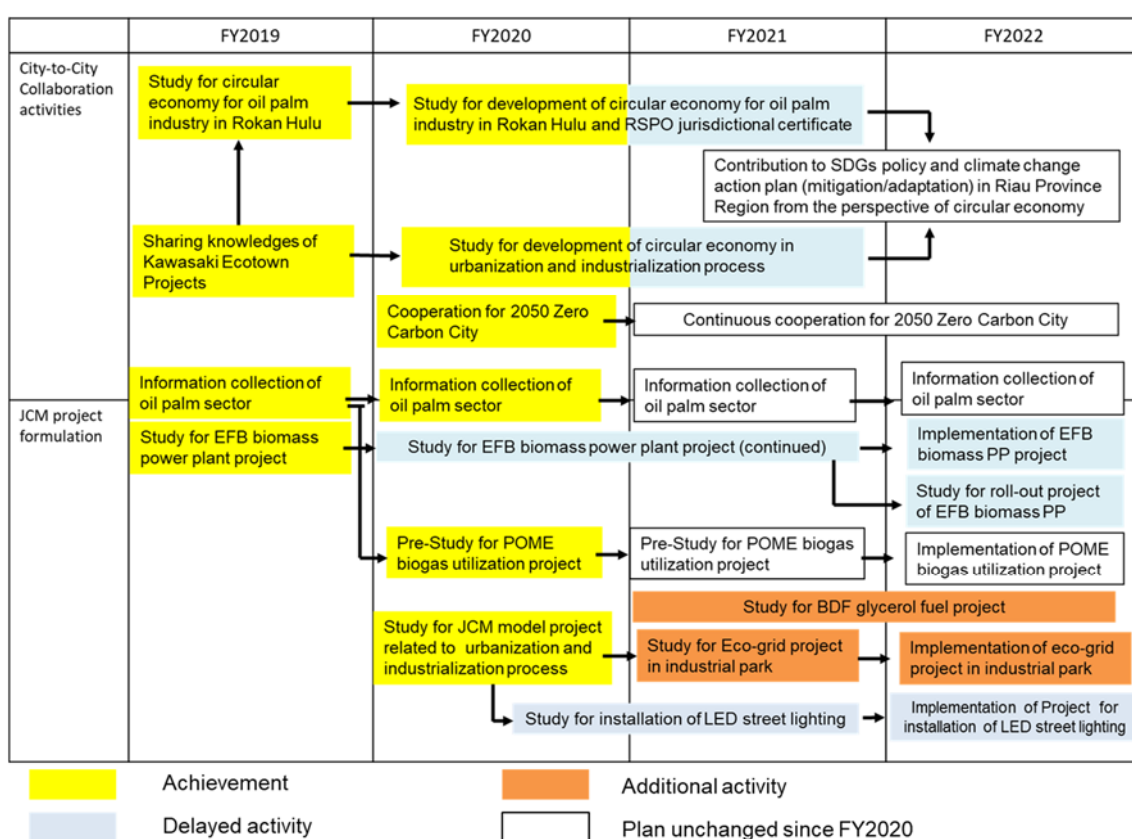 FY2019
FY2020
FY2021
FY2022
City-to-City
Collaboration
activities
Study for circular
economy for oil palm
industry in Rokan Hulu
Study for development of circular economy for oil palm
industry in Rokan Hulu and RSPO jurisdictional certificate
Contribution to SDGs policy and climate change
action plan (mitigation/adaptation) in Riau Province
Region from the perspective of circular economy
Sharing knowledges of
Kawasaki Ecotown
Projects
Study for development of circular economy in
urbanization and industrialization process
Cooperation for 2050 Zero
Carbon City
Continuous cooperation for 2050 Zero Carbon City
JCM project
formulation
Information collection of
oil palm sector
Information collection of
oil palm sector
Information collection of
oil palm sector
Information collection of
oil palm sector
Study for EFB biomass
power plant project
Study for EFB biomass power plant project (continued)
Implementation of EFB
biomass PP project
Study for roll-out project
of EFB biomass PP
Pre-Study for POME
biogas utilization project
Pre-Study for POME biogas
utilization project
Implementation of POME
biogas utilization project
Study for BDF glycerol fuel project
Study for JCM model project
related to urbanization and
industrialization process
Study for Eco-grid project
in industrial park
Implementation of eco-grid
project in industrial park
Study for installation of LED street lighting
Implementation of Project for
installation of LED street lighting
Achievement
Additional activity
Delayed activity
Plan unchanged since FY2020